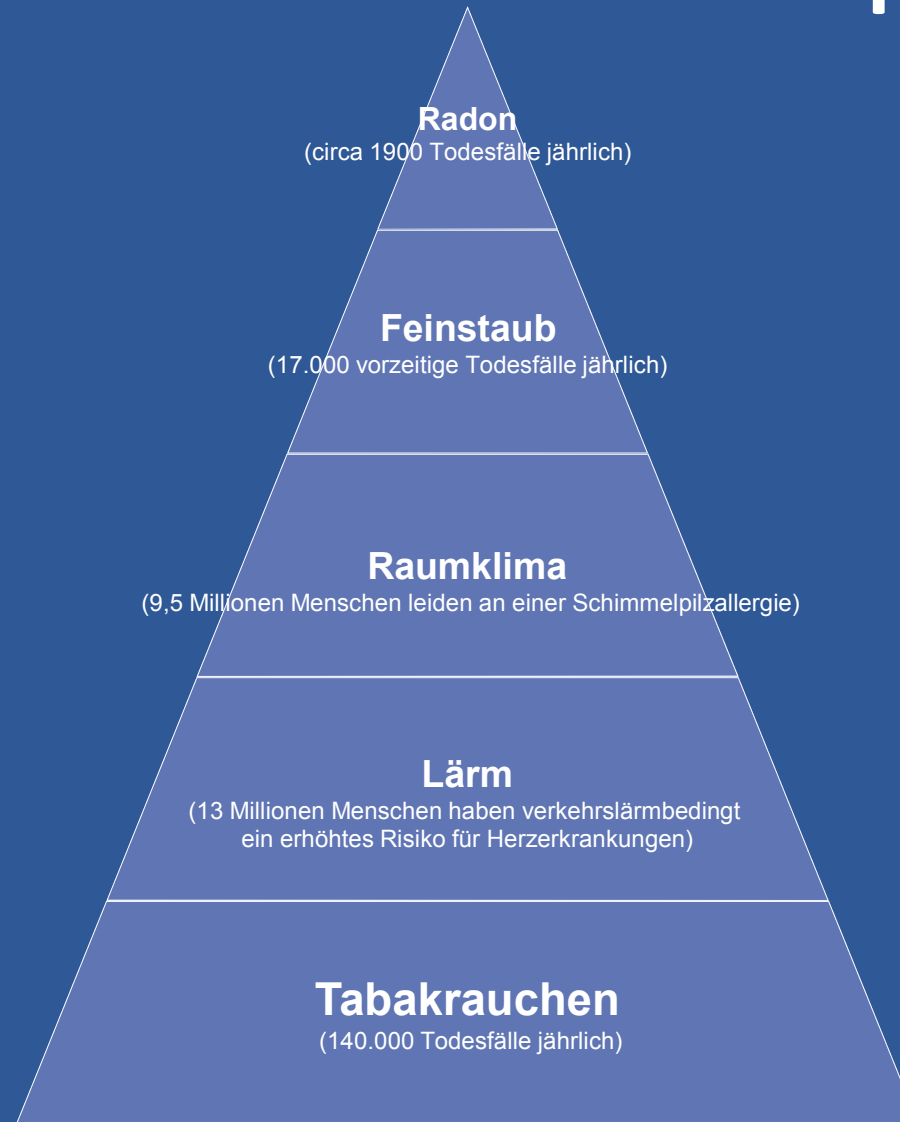 Radon
(circa 1900 Todesfälle jährlich)
Feinstaub
(17.000 vorzeitige Todesfälle jährlich)
Raumklima
(9,5 Millionen Menschen leiden an einer Schimmelpilzallergie)
Lärm
(13 Millionen Menschen haben verkehrslärmbedingt
ein erhöhtes Risiko für Herzerkrankungen)
Tabakrauchen
(140.000 Todesfälle jährlich)